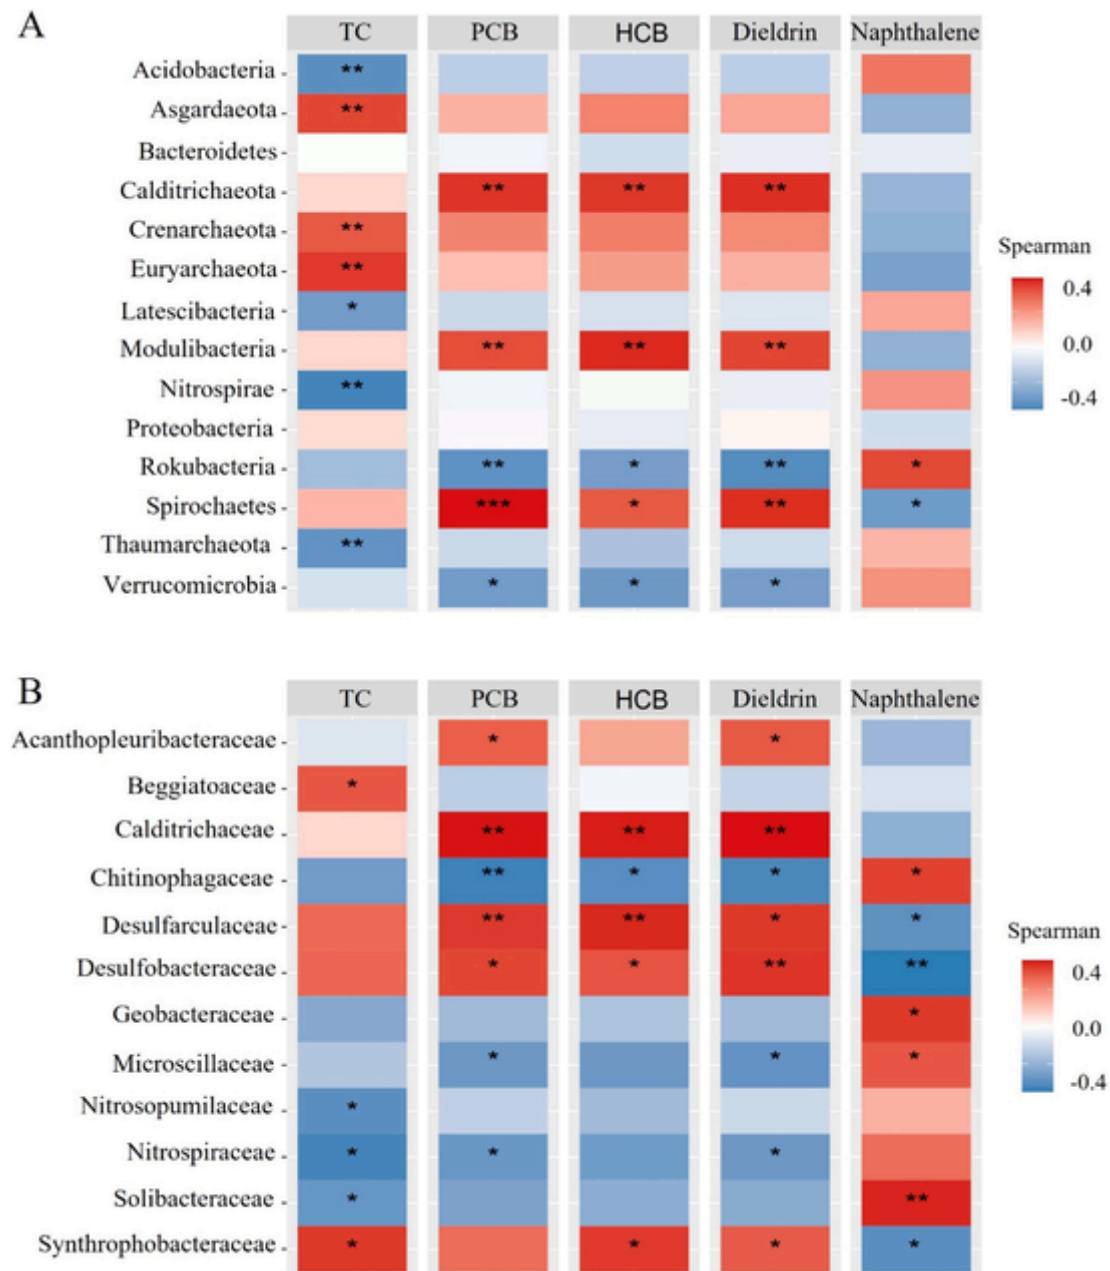 A
TC PCB HCB Dieldrin Naphthalene
Acidobacteria **
Asgardaeota **
Bacteroidetes
Calditrichaeota ** ** **
Crenarchaeota **
Euryarchaeota **
Latescibacteria *
Modulibacteria ** ** **
Nitrospirae **
Proteobacteria
Rokubacteria ** * ** *
Spirochaetes *** * ** *
Thaumarchaeota **
Verrucomicrobia * * *
Spearman
0.4
0.0
-0.4
B
TC PCB HCB Dieldrin Naphthalene
Acanthopleuribacteraceae * *
Beggiatoaceae *
Calditrichaceae ** ** **
Chitinophagaceae ** * * *
Desulfarculaceae ** ** * *
Desulfobacteraceae * * ** **
Geobacteraceae *
Microscillaceae * * *
Nitrosopumilaceae *
Nitrospiraceae * * *
Solibacteraceae * **
Synthrophobacteraceae * * * *
Spearman
0.4
0.0
-0.4